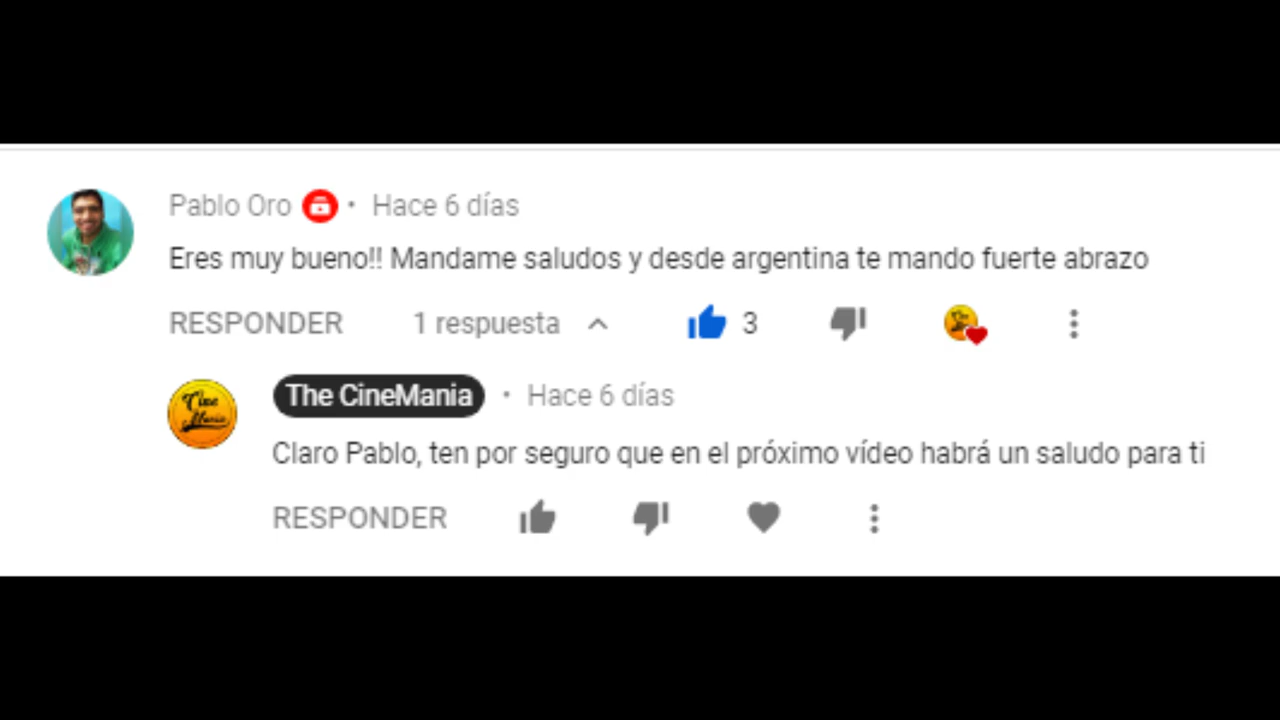 Pablo Oro • Hace 6 días
Eres muy bueno!! Mandame saludos y desde argentina te mando fuerte abrazo
RESPONDER 1 respuesta 3
The CineMania • Hace 6 días
Cine Mania
Claro Pablo, ten por seguro que en el próximo vídeo habrá un saludo para ti
RESPONDER